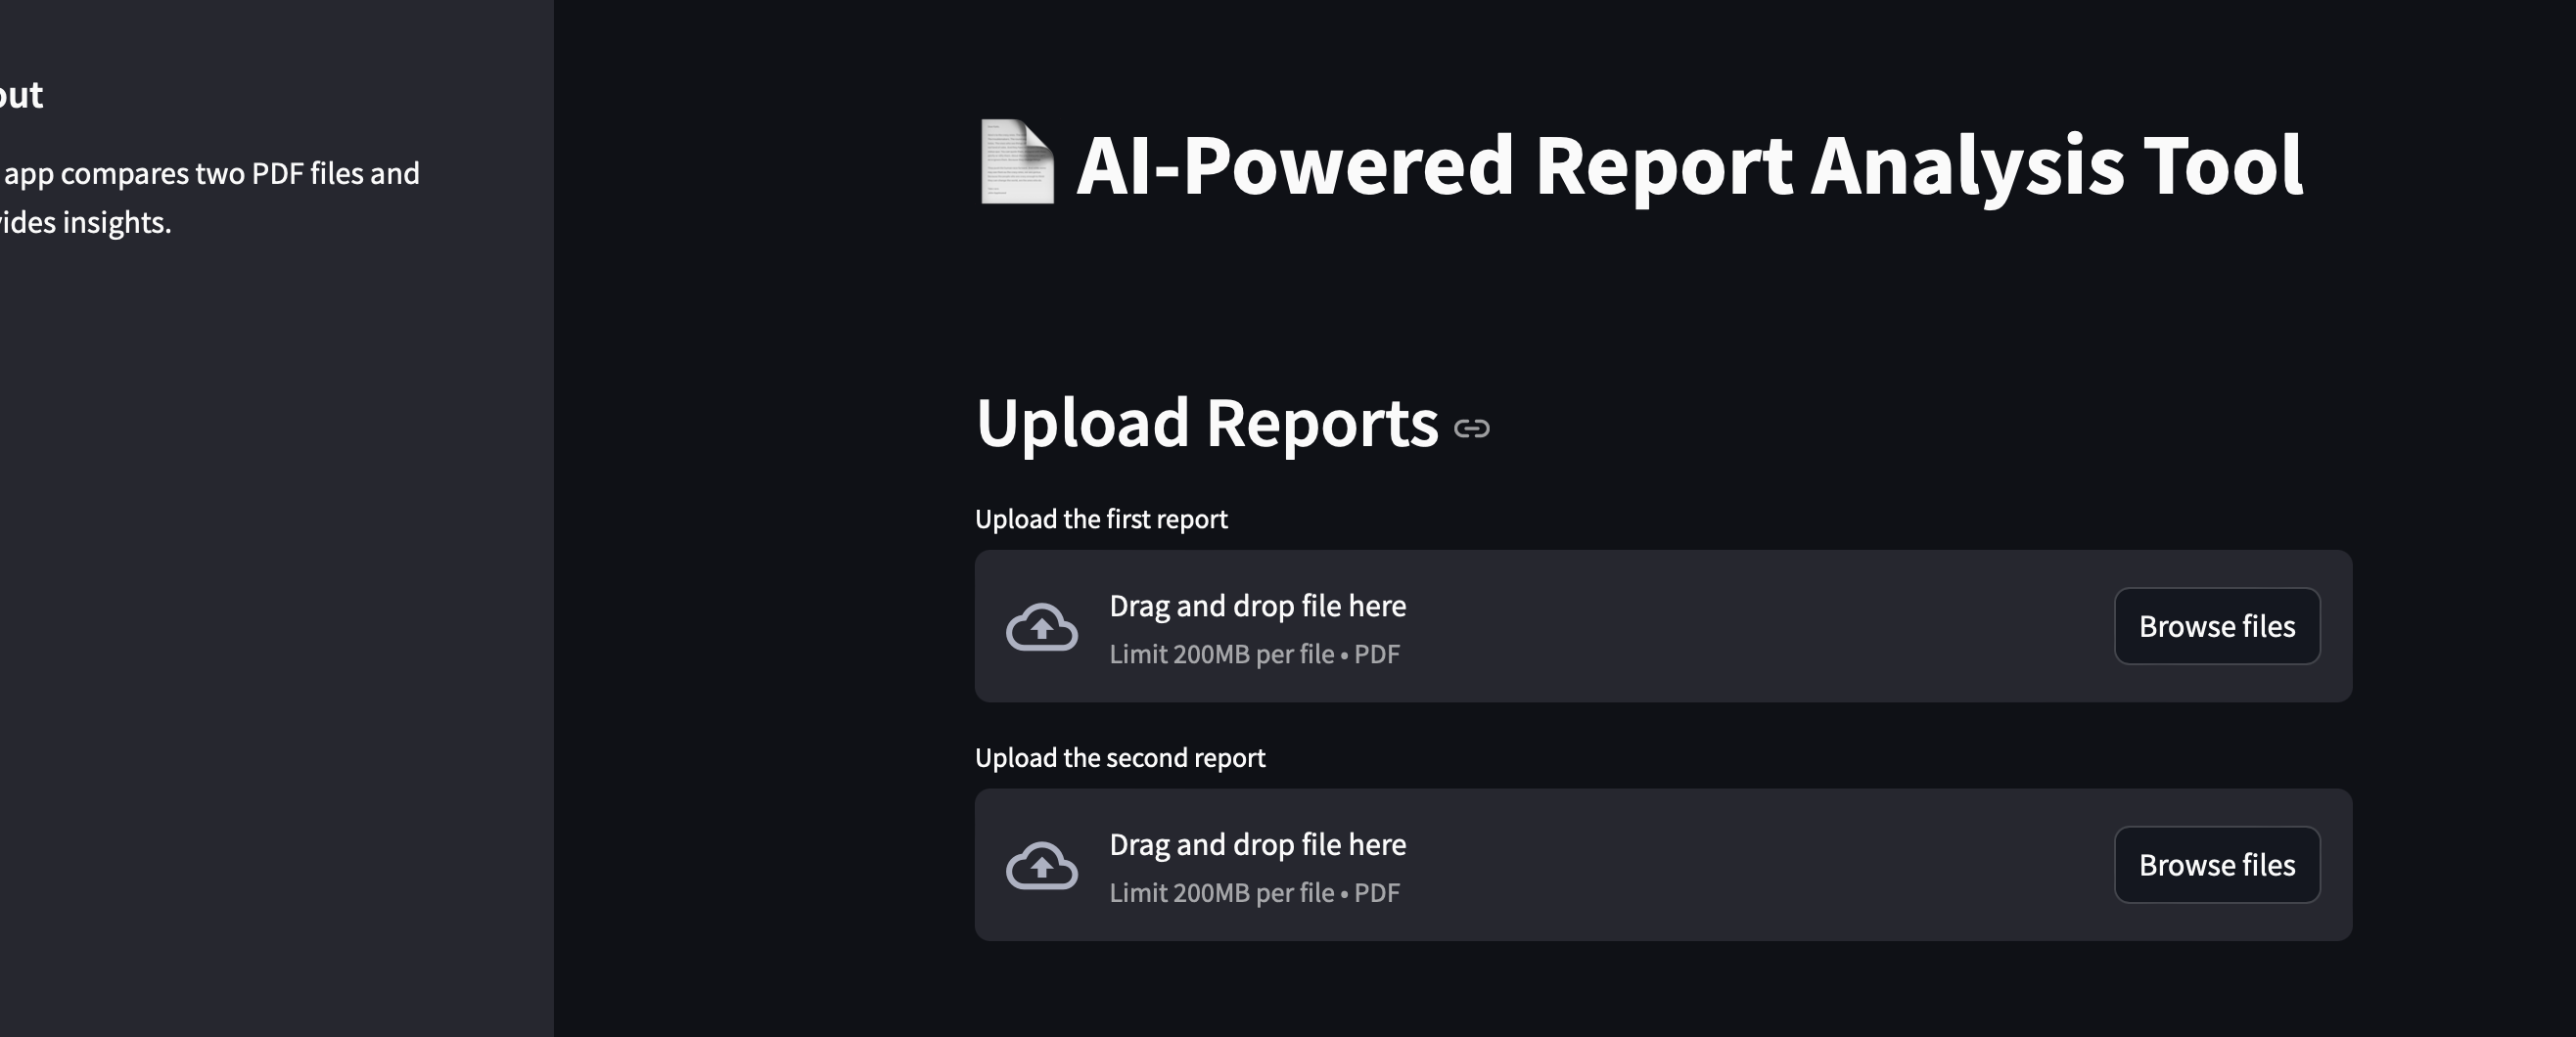 out
app compares two PDF files and
vides insights.
AI-Powered Report Analysis Tool
Upload Reports
Upload the first report
Drag and drop file here
Limit 200MB per file • PDF
Browse files
Upload the second report
Drag and drop file here
Limit 200MB per file • PDF
Browse files